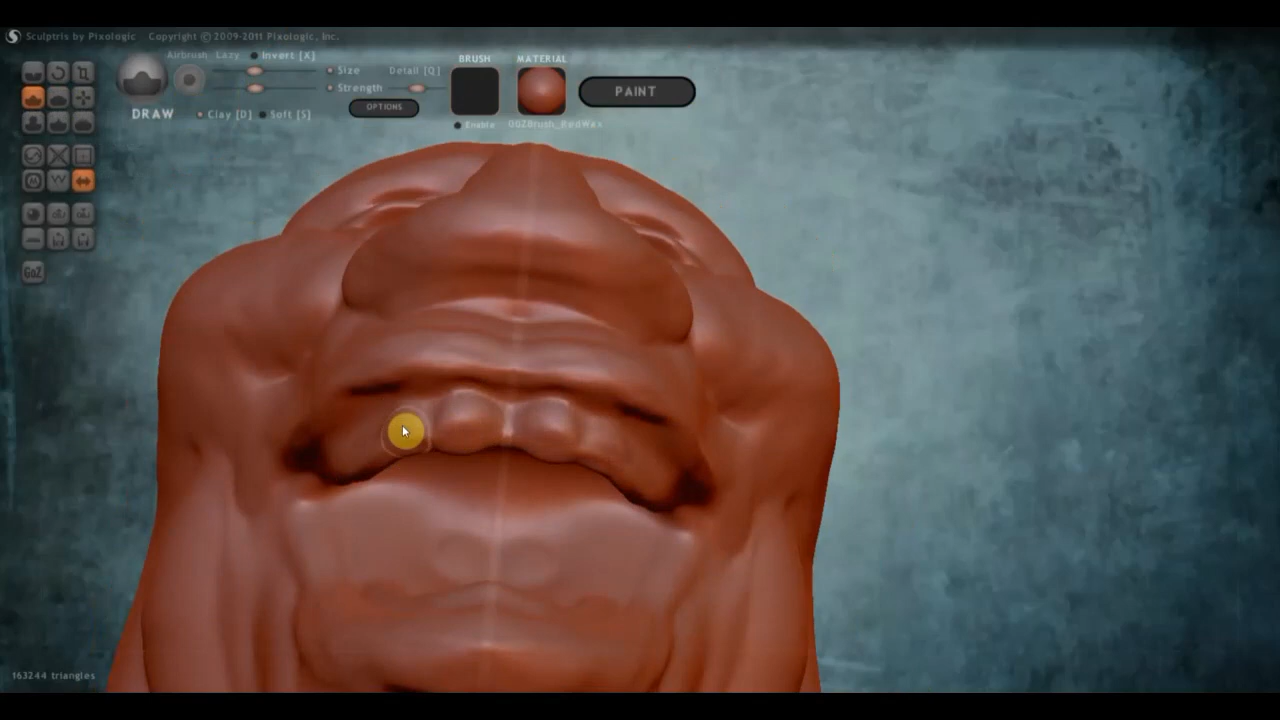 Sculptris by Pixologic Copyright © 2009-2011 Pixologic, Inc.
Airbrush Lazy Invert [X]
Size Detail [Q]
Strength
OPTIONS
DRAW Clay [D] Soft [S]
BRUSH
Enable
MATERIAL
GoZBrush_RedWax
PAINT
GoZ
163244 triangles